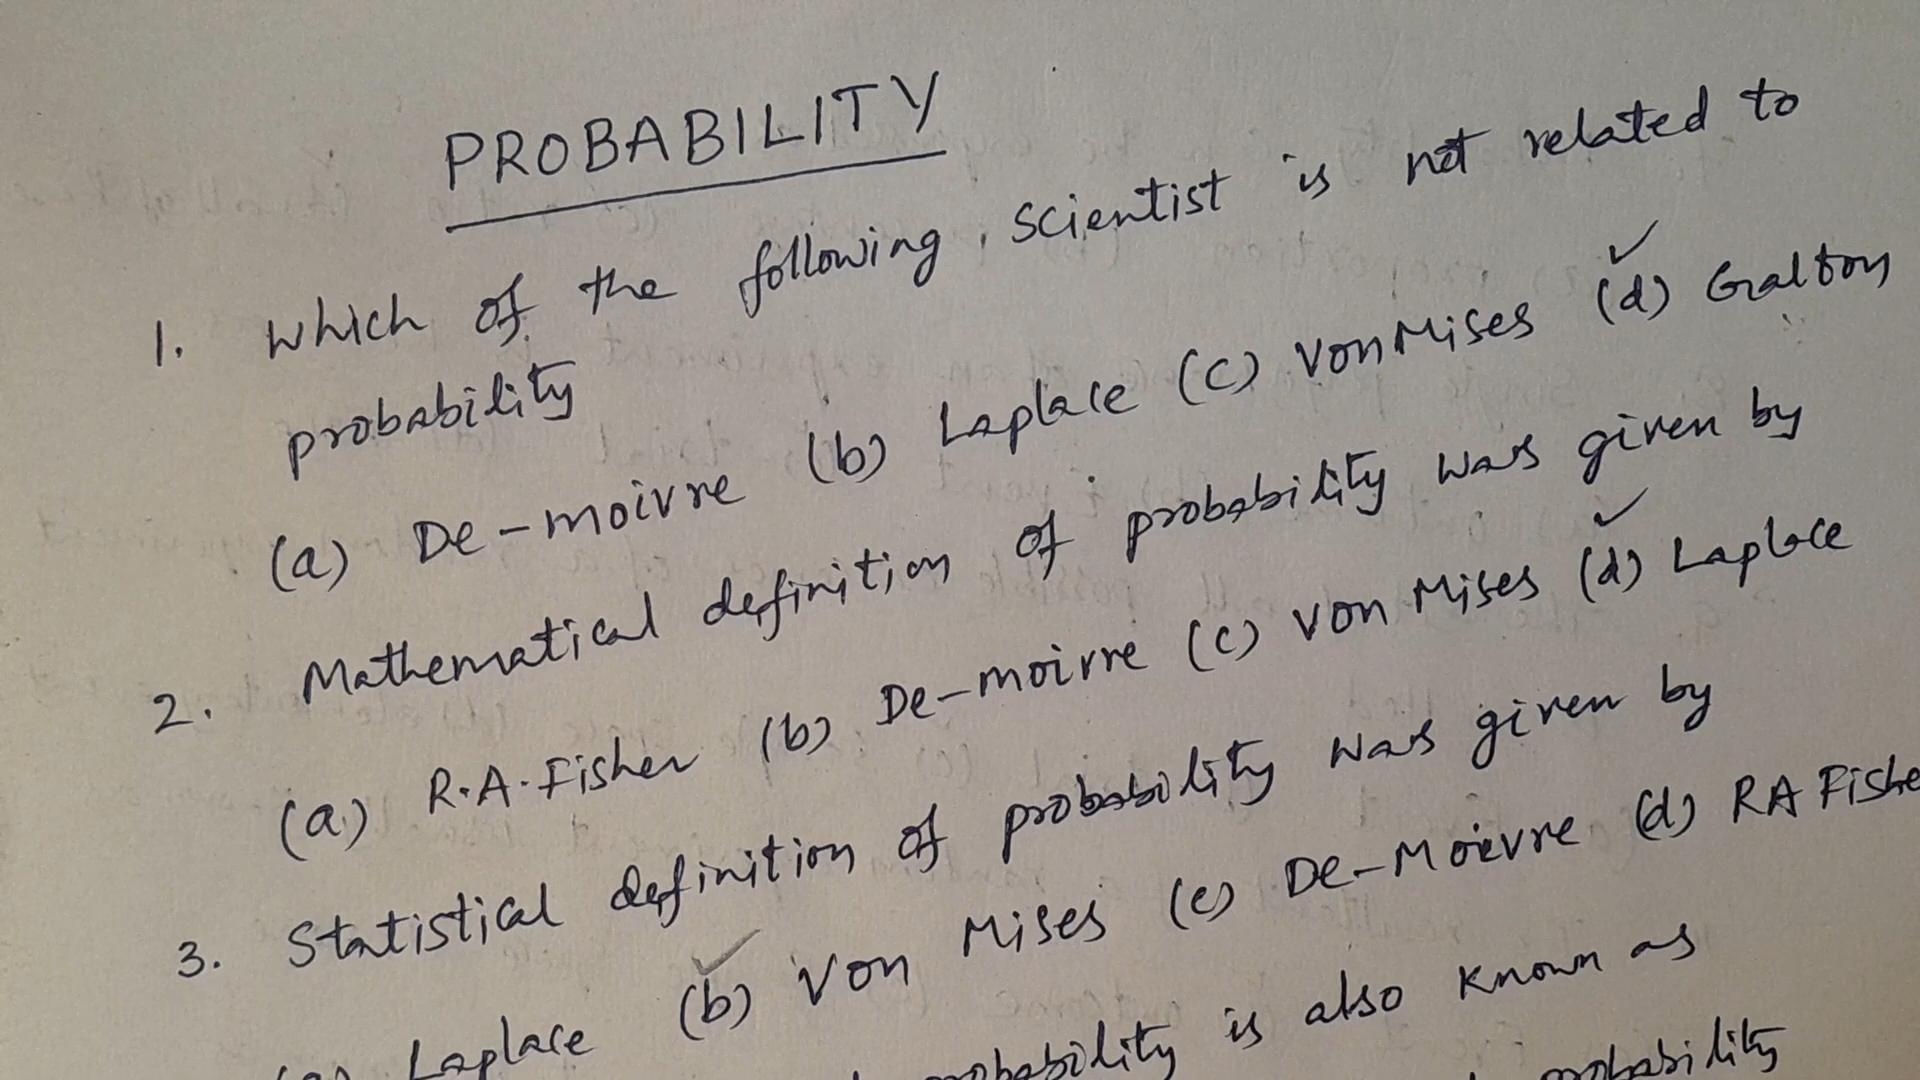 PROBABILITY
1. Which of the following, Scientist is not related to
probability
(a) De-moivre (b) Laplace (C) Von Mises (d) Galton
2. Mathematical definition of probability was given by
(a) R.A. Fisher (b) De-moivre (c) Von Mises (d) Laplace
3. Statistical definition of probability was given by
Laplace (b) Von Mises (c) De-Moivre (d) RA Fishe
probability is also known as
probability